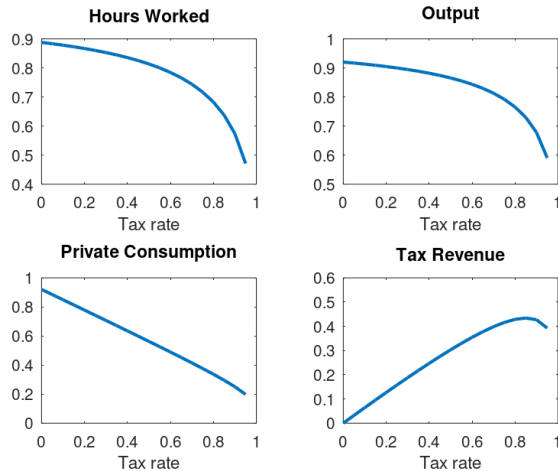 Hours Worked
0.9
0.8
0.7
0.6
0.5
0.4
0 0.2 0.4 0.6 0.8 1
Tax rate
Output
1
0.9
0.8
0.7
0.6
0.5
0 0.2 0.4 0.6 0.8 1
Tax rate
Private Consumption
1
0.8
0.6
0.4
0.2
0
0 0.2 0.4 0.6 0.8 1
Tax rate
Tax Revenue
0.6
0.5
0.4
0.3
0.2
0.1
0
0 0.2 0.4 0.6 0.8 1
Tax rate